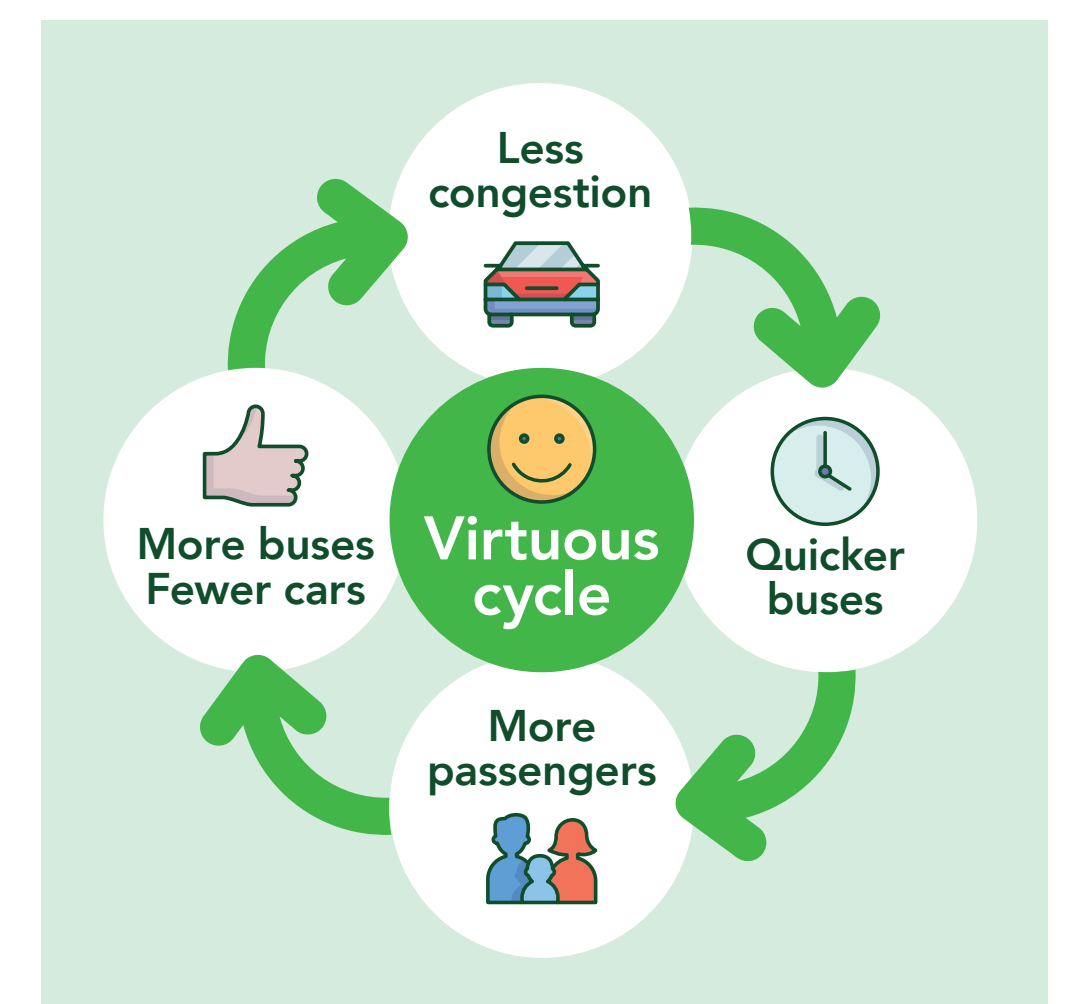 Less
congestion
Quicker
buses
More
passengers
More buses
Fewer cars
Virtuous
cycle